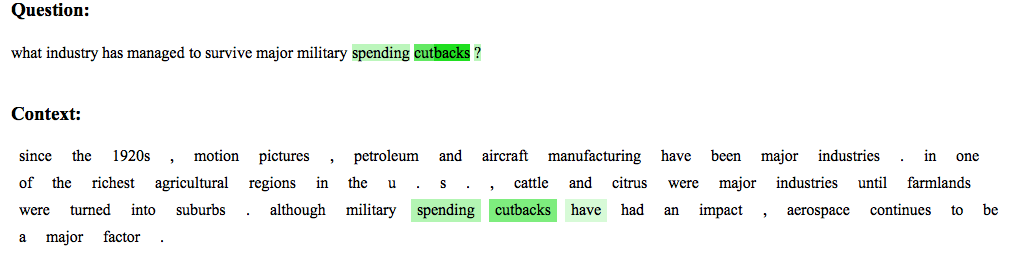 Question:
what industry has managed to survive major military spending cutbacks ?
Context:
since the 1920s , motion pictures , petroleum and aircraft manufacturing have been major industries . in one
of the richest agricultural regions in the u . s . , cattle and citrus were major industries until farmlands
were turned into suburbs . although military spending cutbacks have had an impact , aerospace continues to be
a major factor .